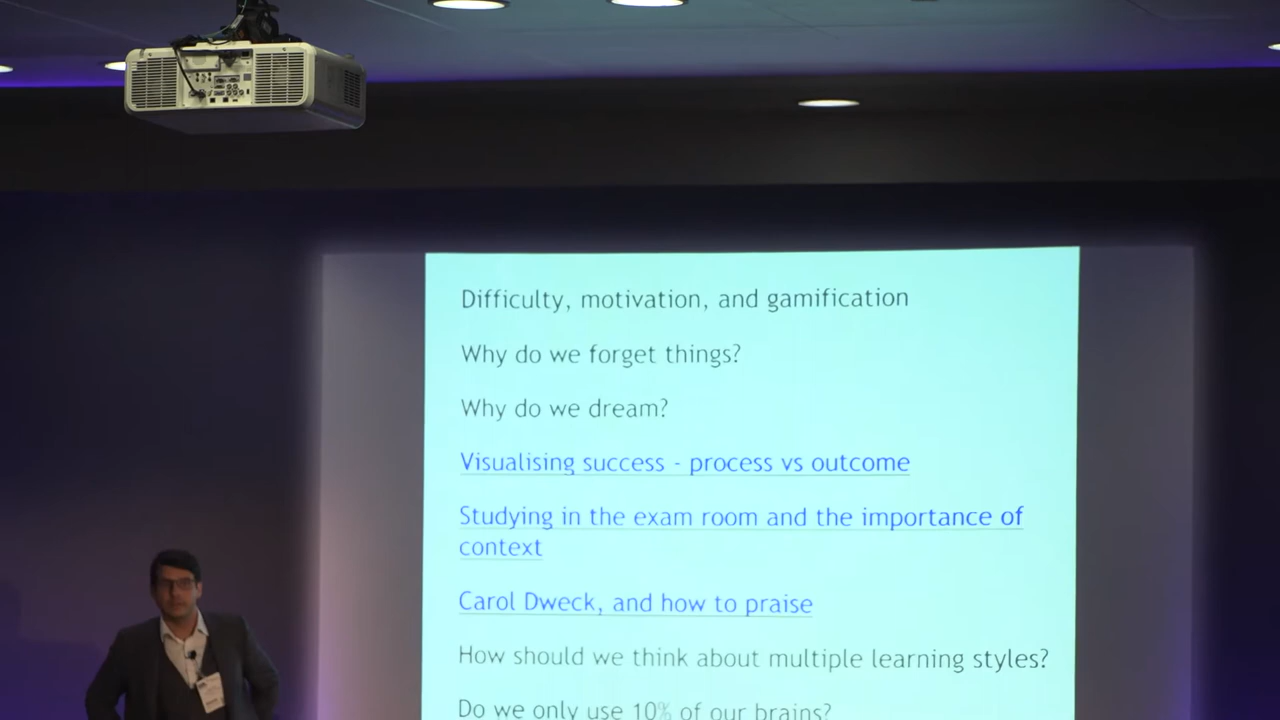 Difficulty, motivation, and gamification
Why do we forget things?
Why do we dream?
Visualising success - process vs outcome
Studying in the exam room and the importance of
context
Carol Dweck, and how to praise
How should we think about multiple learning styles?
Do we only use 10% of our brains?